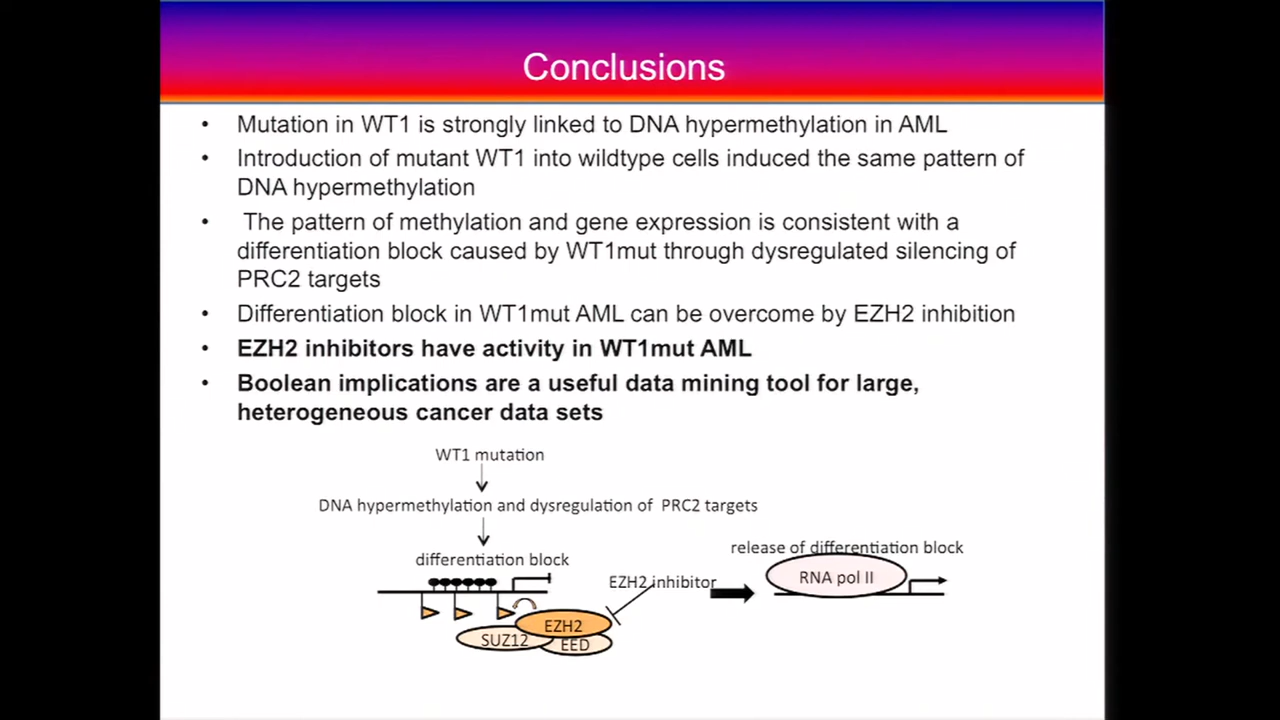 Conclusions
• Mutation in WT1 is strongly linked to DNA hypermethylation in AML
• Introduction of mutant WT1 into wildtype cells induced the same pattern of
DNA hypermethylation
• The pattern of methylation and gene expression is consistent with a
differentiation block caused by WT1mut through dysregulated silencing of
PRC2 targets
• Differentiation block in WT1mut AML can be overcome by EZH2 inhibition
• EZH2 inhibitors have activity in WT1mut AML
• Boolean implications are a useful data mining tool for large,
heterogeneous cancer data sets
WT1 mutation
DNA hypermethylation and dysregulation of PRC2 targets
differentiation block
release of differentiation block
EZH2 inhibitor
RNA pol II
EZH2
SUZ12
EED